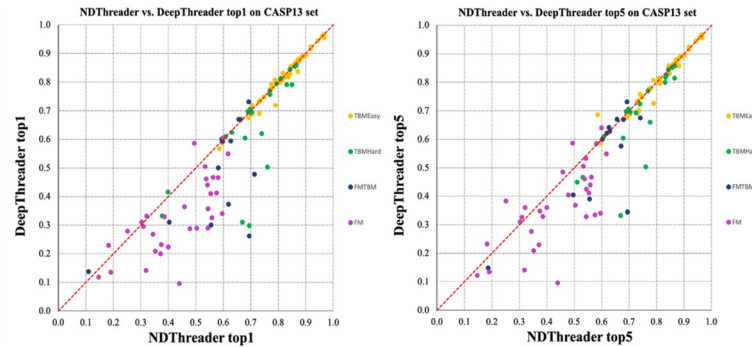 NDThreader vs. DeepThreader top1 on CASP13 set
1.0
0.9
0.8
0.7
0.6
0.5
0.4
0.3
0.2
0.1
0.0
DeepThreader top1
0.0 0.1 0.2 0.3 0.4 0.5 0.6 0.7 0.8 0.9 1.0
NDThreader top1
TBMEasy
TBMHard
FMTBM
FM
NDThreader vs. DeepThreader top5 on CASP13 set
1.0
0.9
0.8
0.7
0.6
0.5
0.4
0.3
0.2
0.1
0.0
DeepThreader top5
0.0 0.1 0.2 0.3 0.4 0.5 0.6 0.7 0.8 0.9 1.0
NDThreader top5
TBMEa
TBMHa
FMTBM
FM